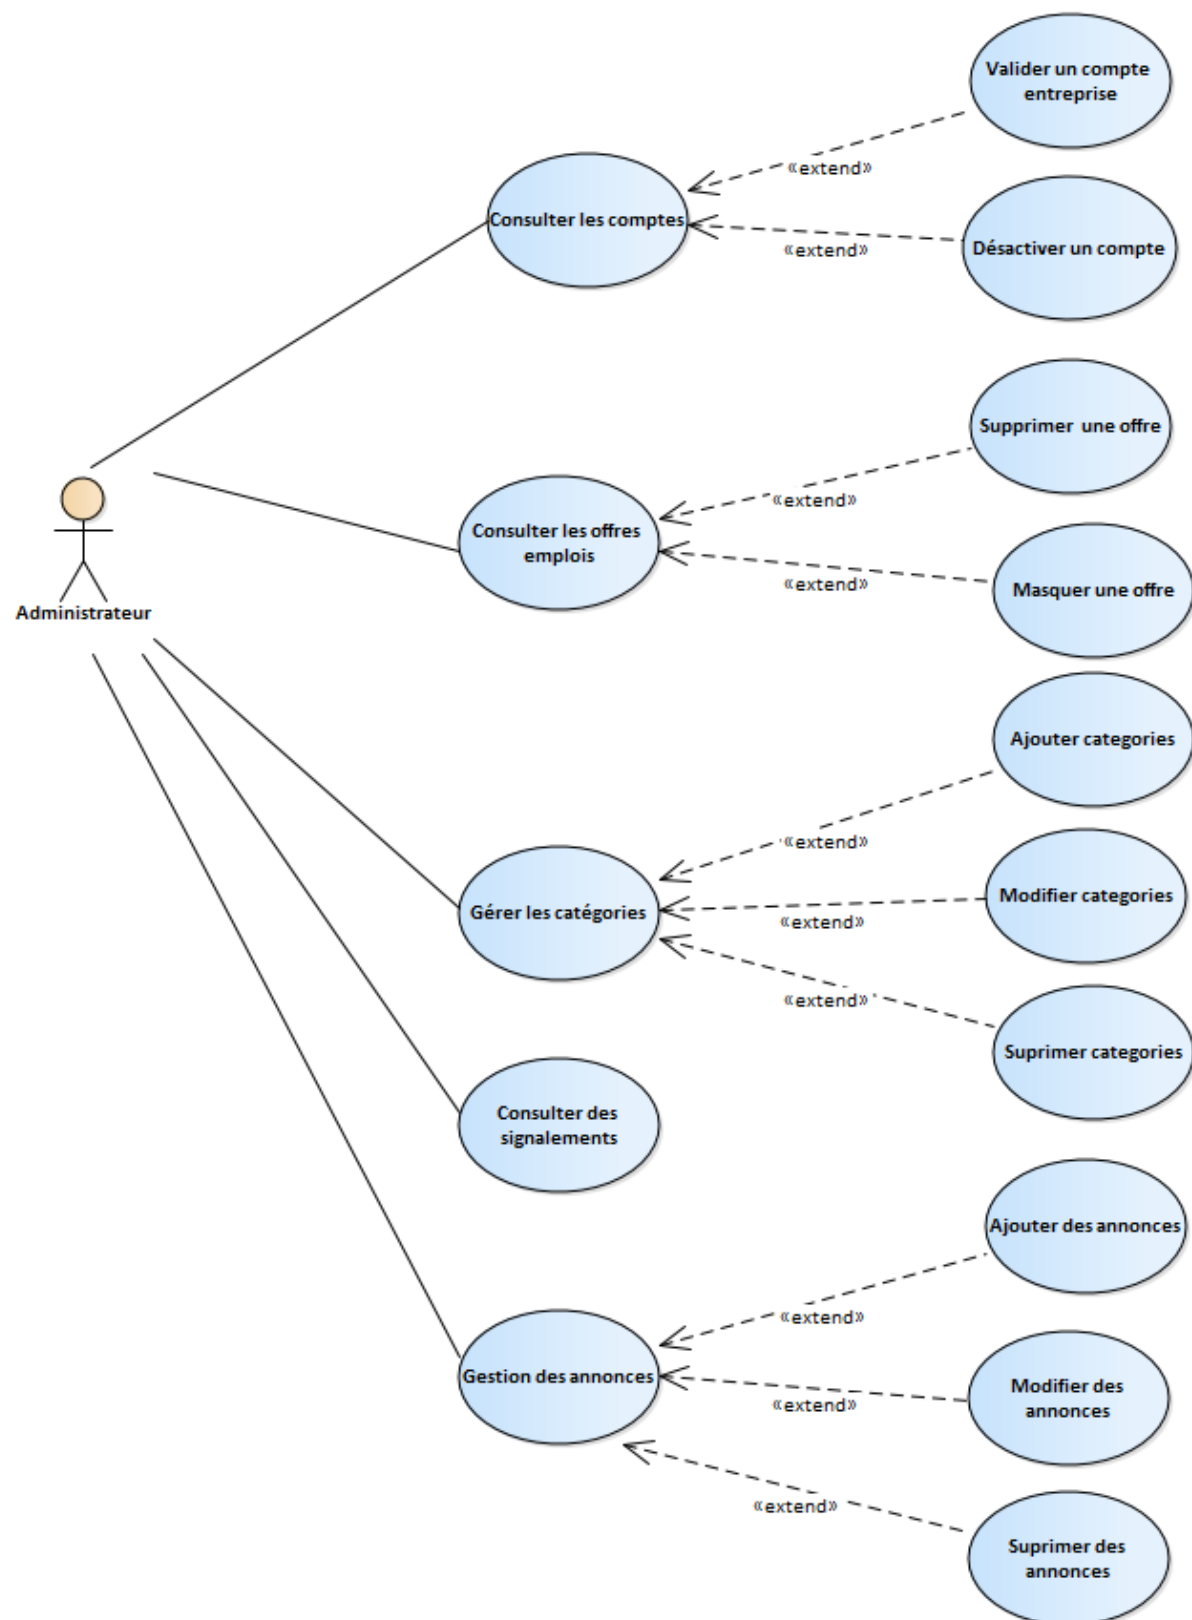 Valider un compte
entreprise
«extend»
Consulter les comptes
Désactiver un compte
«extend»
Supprimer une offre
«extend»
Consulter les offres
emplois
«extend»
Masquer une offre
Administrateur
Ajouter categories
«extend»
Modifier categories
Gérer les catégories
«extend»
«extend»
Suprimer categories
Consulter des
signalements
Ajouter des annonces
«extend»
Gestion des annonces
Modifier des
annonces
«extend»
«extend»
Suprimer des
annonces